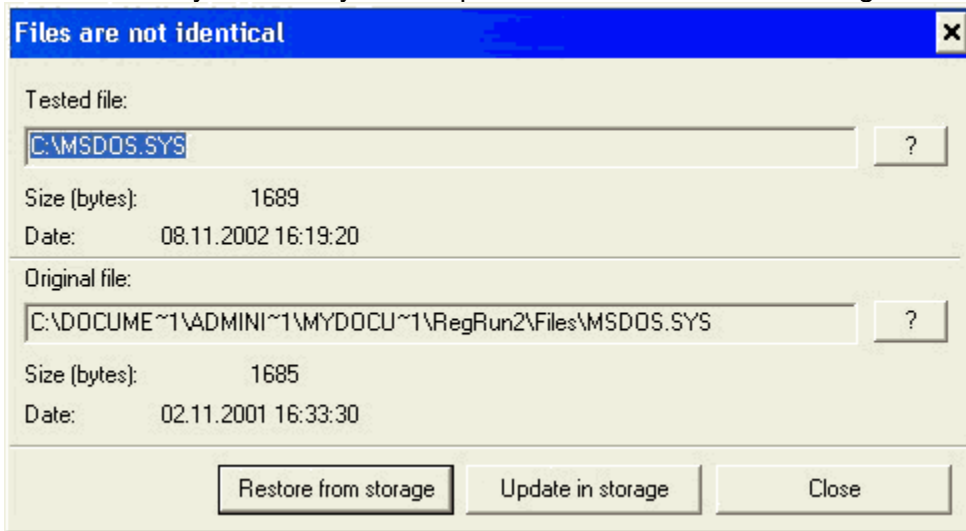 Files are not identical
Tested file:
C:\MSDOS.SYS
?
Size (bytes): 1689
Date: 08.11.2002 16:19:20
Original file:
C:\DOCUME~1\ADMINI~1\MYDOCU~1\RegRun2\Files\MSDOS.SYS
?
Size (bytes): 1685
Date: 02.11.2001 16:33:30
Restore from storage Update in storage Close